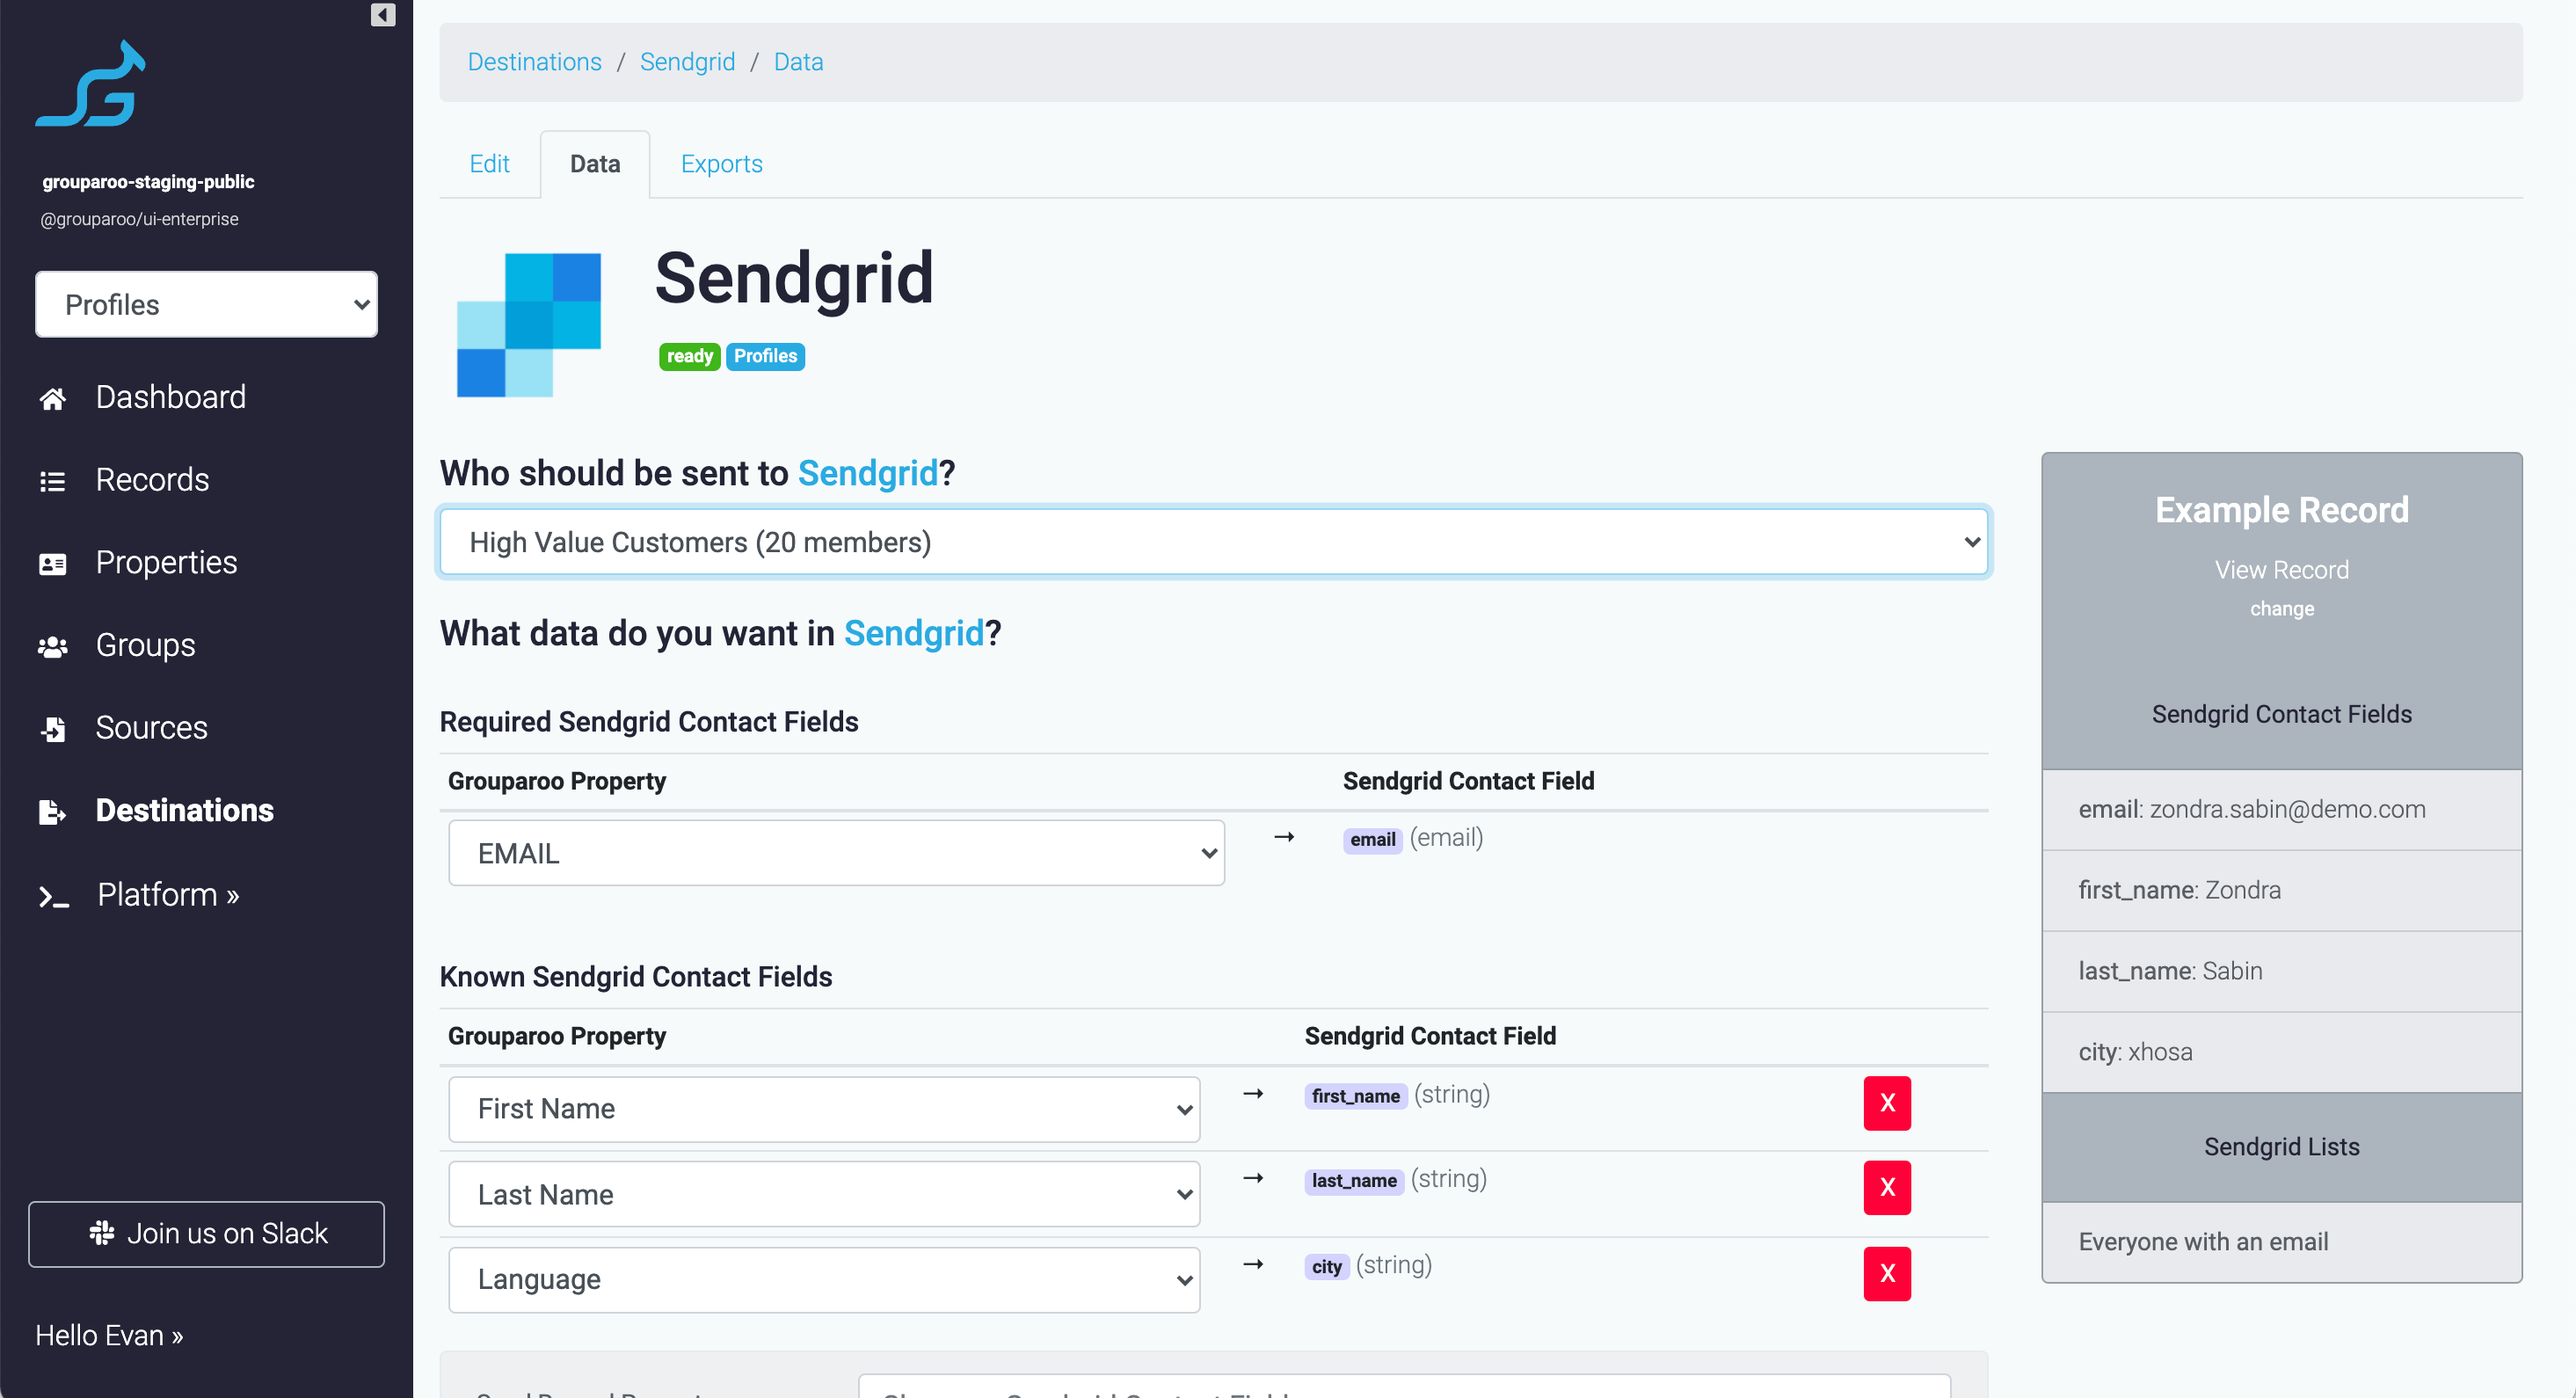 grouparoo-staging-public
@grouparoo/ui-enterprise
Profiles
Dashboard
Records
Properties
Groups
Sources
Destinations
Platform »
Join us on Slack
Hello Evan »
Destinations / Sendgrid / Data
Edit Data Exports
Sendgrid
ready Profiles
Who should be sent to Sendgrid?
High Value Customers (20 members)
What data do you want in Sendgrid?
Required Sendgrid Contact Fields
Grouparoo Property Sendgrid Contact Field
EMAIL → email (email)
Known Sendgrid Contact Fields
Grouparoo Property Sendgrid Contact Field
First Name → first_name (string) X
Last Name → last_name (string) X
Language → city (string) X
Example Record
View Record
change
Sendgrid Contact Fields
email: zondra.sabin@demo.com
first_name: Zondra
last_name: Sabin
city: xhosa
Sendgrid Lists
Everyone with an email